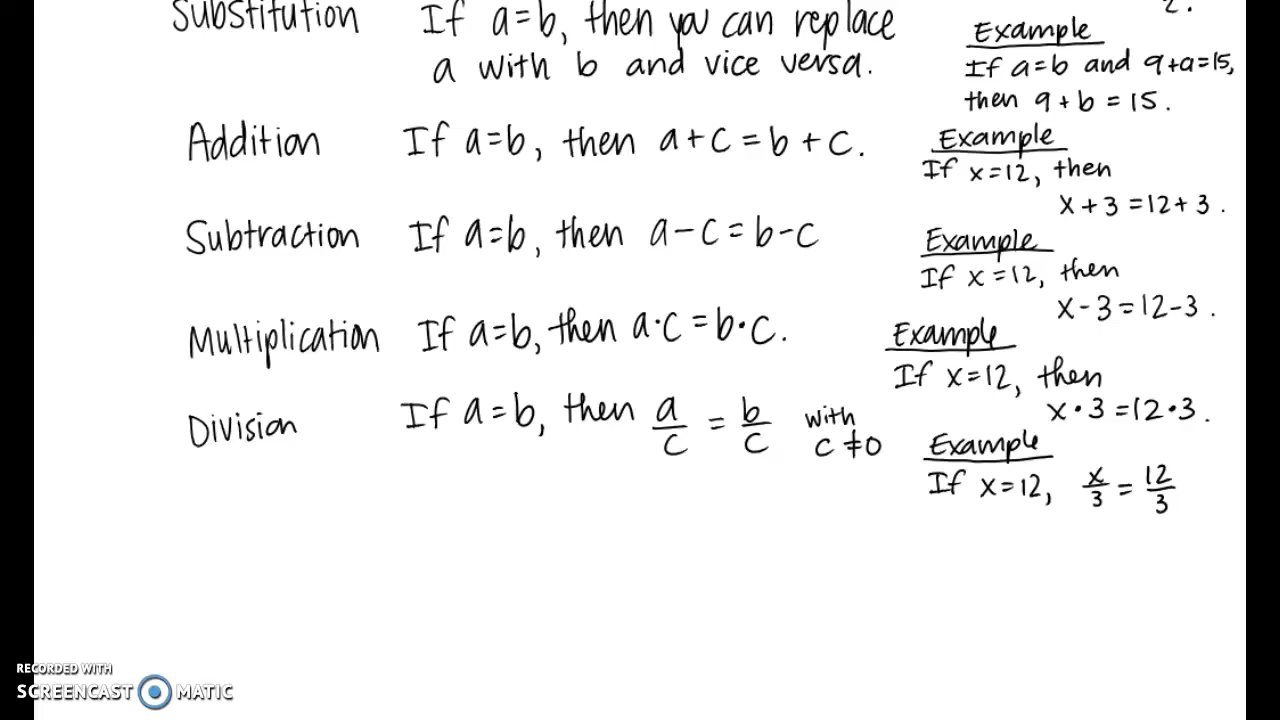 2.
Substitution If a=b, then you can replace
a with b and vice versa.
Example
If a=b and 9+a=15,
then 9+b=15.
Addition If a=b, then a+c=b+c.
Example
If x=12, then
x+3=12+3.
Subtraction If a=b, then a-c=b-c
Example
If x=12, then
x-3=12-3.
Multiplication If a=b, then a·c=b·c.
Example
If x=12, then
x·3=12·3.
Division If a=b, then a/c = b/c with
c≠0
Example
If x=12, x/3 = 12/3
RECORDED WITH
SCREENCAST MATIC